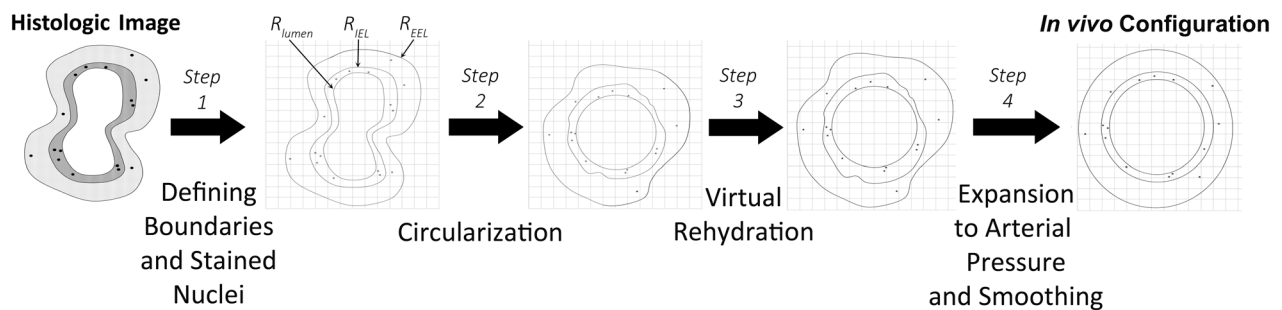 Histologic Image
Step
1
Defining
Boundaries
and Stained
Nuclei
R_lumen R_IEL R_EEL
Step
2
Circularization
Step
3
Virtual
Rehydration
Step
4
Expansion
to Arterial
Pressure
and Smoothing
In vivo Configuration